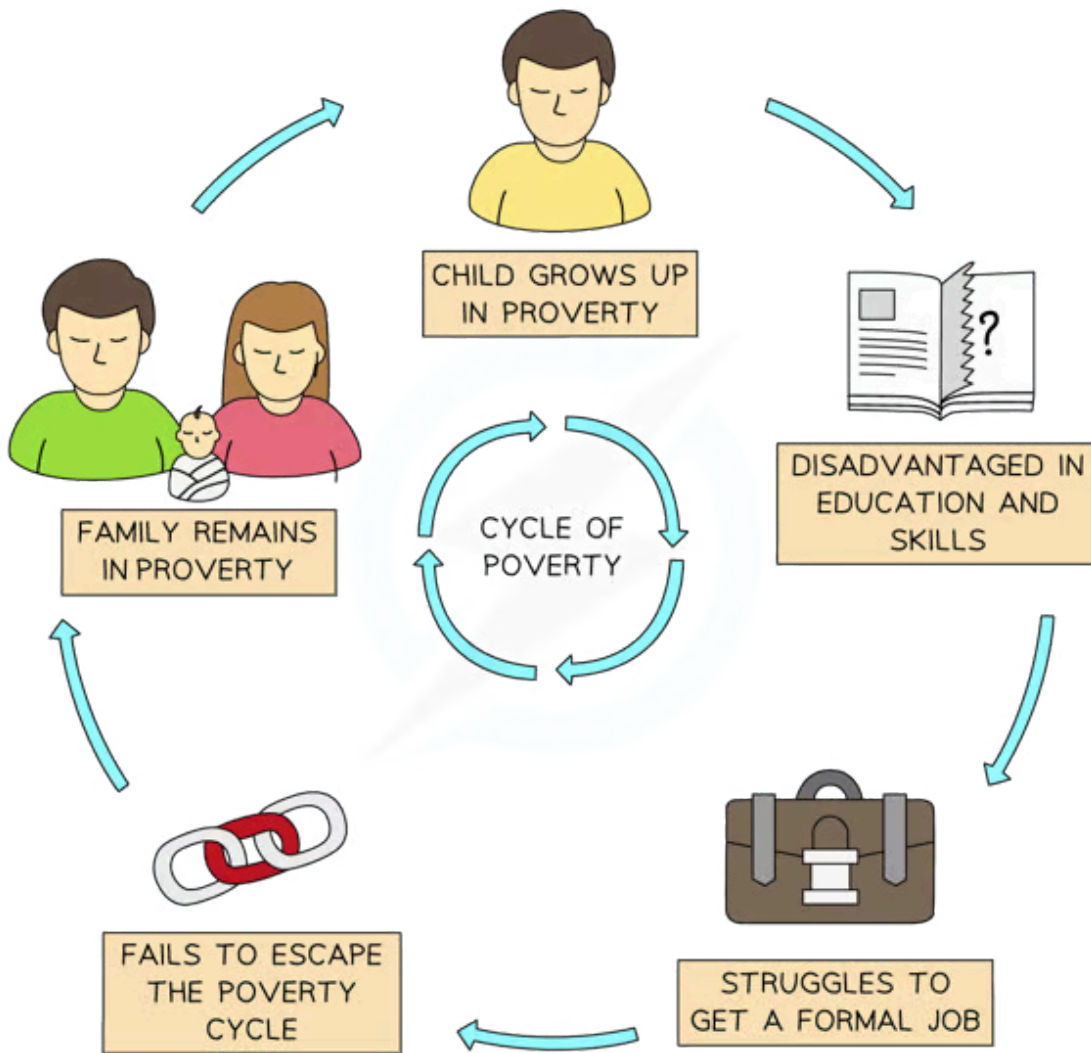 CHILD GROWS UP
IN PROVERTY
DISADVANTAGED IN
EDUCATION AND
SKILLS
?
STRUGGLES TO
GET A FORMAL JOB
FAILS TO ESCAPE
THE POVERTY
CYCLE
FAMILY REMAINS
IN PROVERTY
CYCLE OF
POVERTY